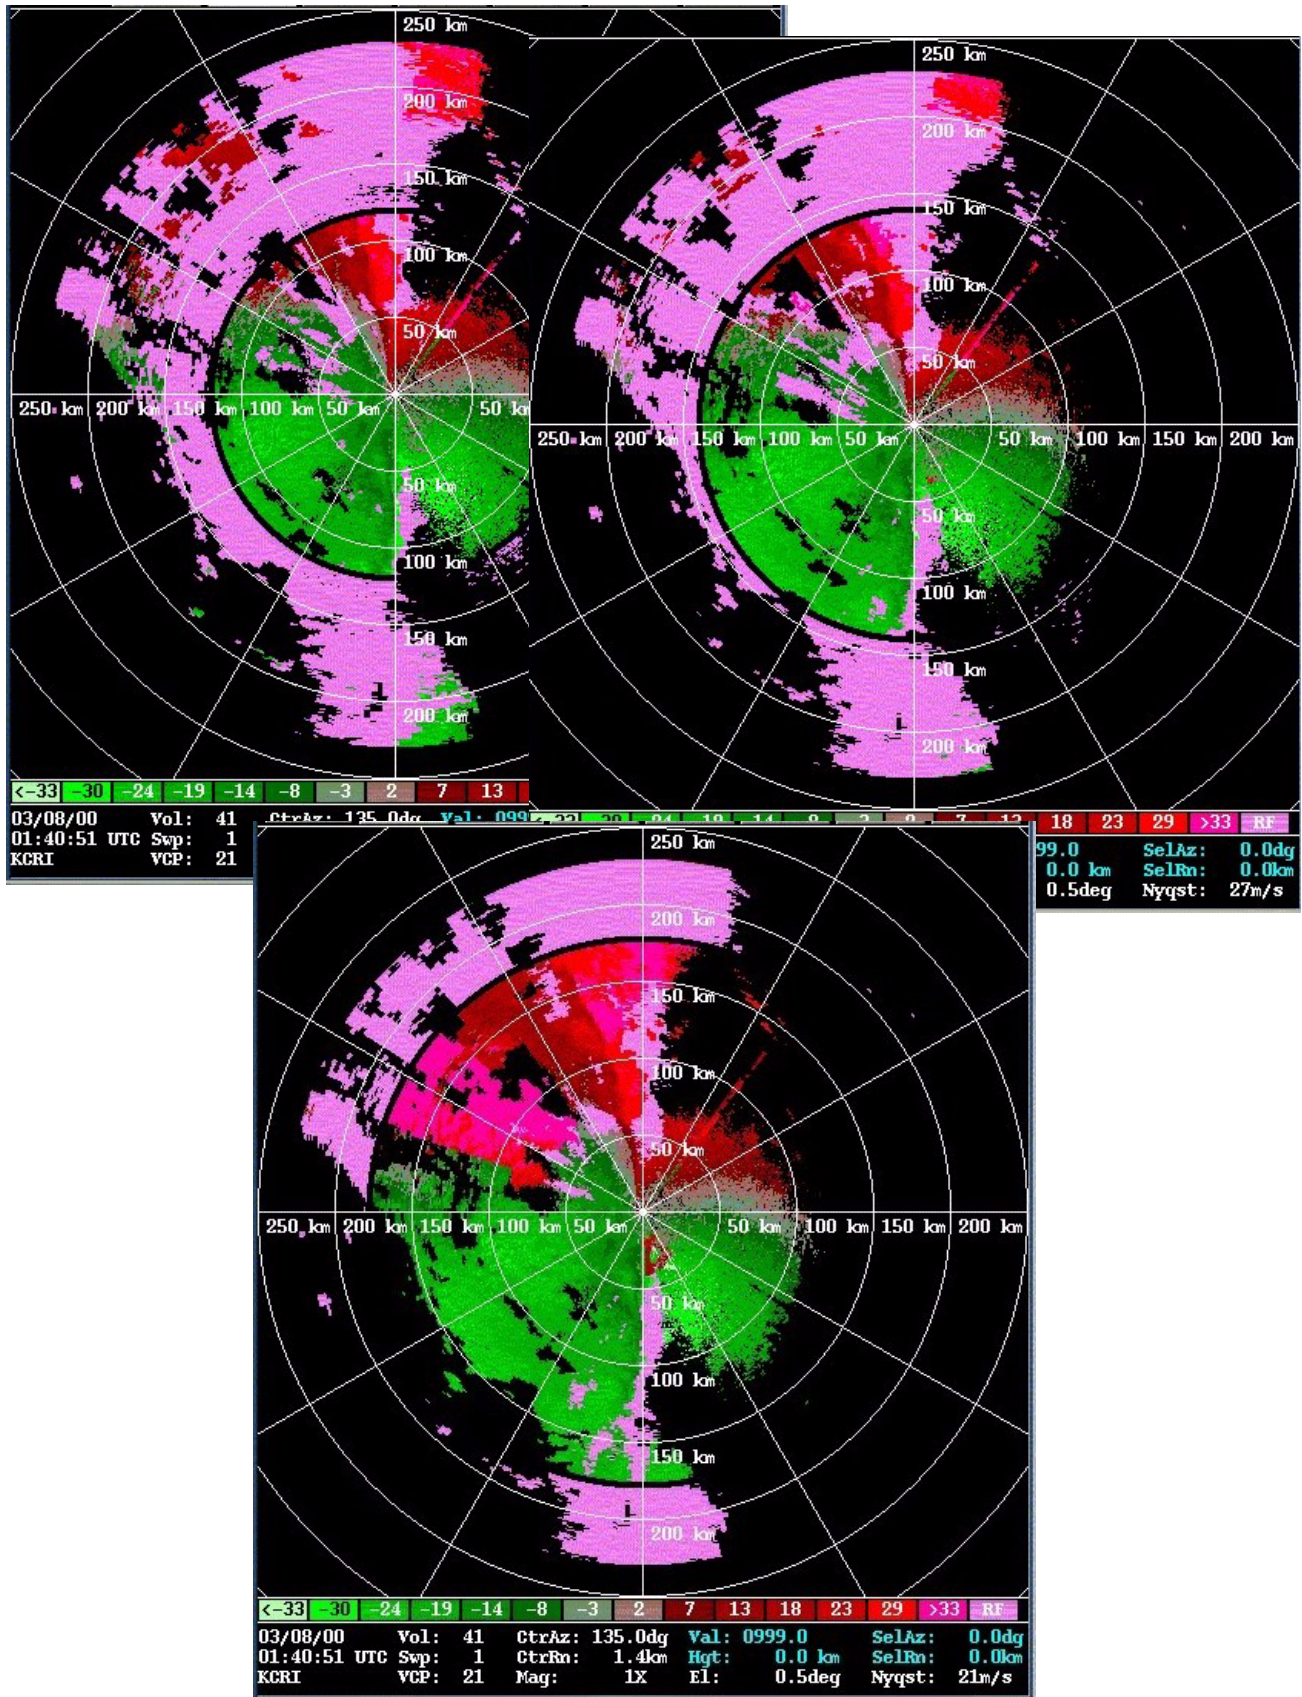 250 km
200 km
150 km
100 km
50 km
250 km 200 km 150 km 100 km 50 km 50 k
50 km
100 km
150 km
200 km
<-33 -30 -24 -19 -14 -8 -3 2 7 13
03/08/00 Vol: 41 CtrAz: 135.0dg Val: 099
01:40:51 UTC Swp: 1
KCRI VCP: 21
250 km
200 km
150 km
100 km
50 km
250 km 200 km 150 km 100 km 50 km 50 km 100 km 150 km 200 km
50 km
100 km
150 km
200 km
18 23 29 >33 RF
99.0 SelAz: 0.0dg
0.0 km SelRn: 0.0km
0.5deg Nyqst: 27m/s
250 km
200 km
150 km
100 km
50 km
250 km 200 km 150 km 100 km 50 km 50 km 100 km 150 km 200 km
50 km
100 km
150 km
200 km
<-33 -30 -24 -19 -14 -8 -3 2 7 13 18 23 29 >33 RF
03/08/00 Vol: 41 CtrAz: 135.0dg Val: 0999.0 SelAz: 0.0dg
01:40:51 UTC Swp: 1 CtrRn: 1.4km Hgt: 0.0 km SelRn: 0.0km
KCRI VCP: 21 Mag: 1X El: 0.5deg Nyqst: 21m/s